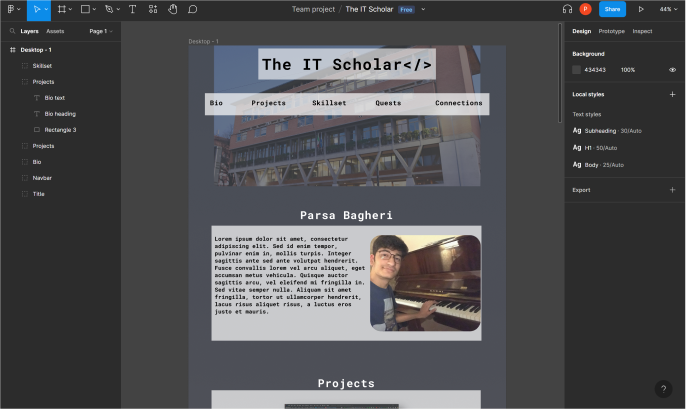 Team project / The IT Scholar Free
P Share 44%
Layers Assets Page 1
Design Prototype Inspect
Desktop - 1
Skillset
Projects
Bio text
Bio heading
Rectangle 3
Projects
Bio
Navbar
Title
Desktop - 1
The IT Scholar</>
Bio Projects Skillset Quests Connections
Parsa Bagheri
Lorem ipsum dolor sit amet, consectetur
adipiscing elit. Sed id enim tempor,
pulvinar enim in, mollis turpis. Integer
sagittis ante sed ante volutpat hendrerit.
Fusce convallis lorem vel arcu aliquet, eget
accumsan metus vehicula. Quisque auctor
sagittis arcu, vel eleifend mi fringilla in.
Sed vitae semper nulla. Aliquam sit amet
fringilla, tortor ut ullamcorper hendrerit,
lacus risus aliquet risus, a luctus eros
justo et mauris.
Projects
Background
434343 100%
Local styles
Text styles
Ag Subheading · 30/Auto
Ag H1 · 50/Auto
Ag Body · 25/Auto
Export
?